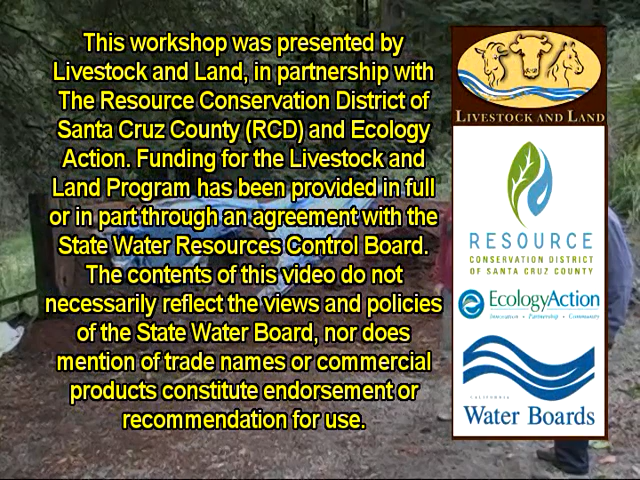 This workshop was presented by
Livestock and Land, in partnership with
The Resource Conservation District of
Santa Cruz County (RCD) and Ecology
Action. Funding for the Livestock and
Land Program has been provided in full
or in part through an agreement with the
State Water Resources Control Board.
The contents of this video do not
necessarily reflect the views and policies
of the State Water Board, nor does
mention of trade names or commercial
products constitute endorsement or
recommendation for use.
LIVESTOCK AND LAND
RESOURCE
CONSERVATION DISTRICT
OF SANTA CRUZ COUNTY
EcologyAction
Innovation • Partnership • Community
CALIFORNIA
Water Boards